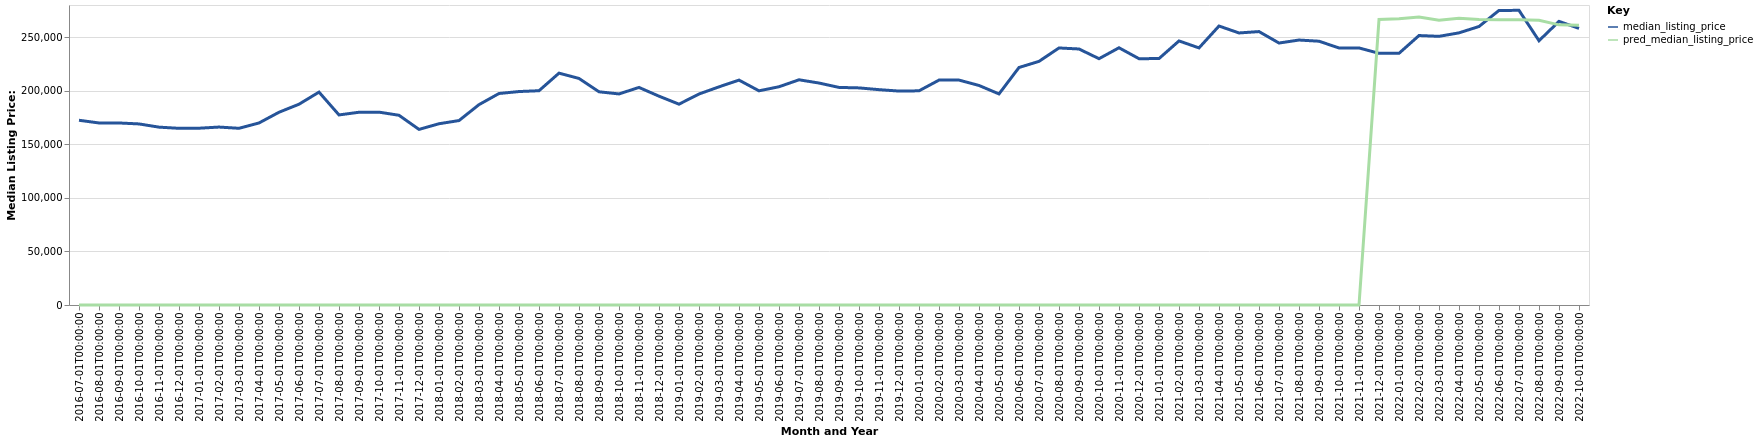 Key
median_listing_price
pred_median_listing_price
Median Listing Price:
250,000
200,000
150,000
100,000
50,000
0
2016-07-01T00:00:00
2016-08-01T00:00:00
2016-09-01T00:00:00
2016-10-01T00:00:00
2016-11-01T00:00:00
2016-12-01T00:00:00
2017-01-01T00:00:00
2017-02-01T00:00:00
2017-03-01T00:00:00
2017-04-01T00:00:00
2017-05-01T00:00:00
2017-06-01T00:00:00
2017-07-01T00:00:00
2017-08-01T00:00:00
2017-09-01T00:00:00
2017-10-01T00:00:00
2017-11-01T00:00:00
2017-12-01T00:00:00
2018-01-01T00:00:00
2018-02-01T00:00:00
2018-03-01T00:00:00
2018-04-01T00:00:00
2018-05-01T00:00:00
2018-06-01T00:00:00
2018-07-01T00:00:00
2018-08-01T00:00:00
2018-09-01T00:00:00
2018-10-01T00:00:00
2018-11-01T00:00:00
2018-12-01T00:00:00
2019-01-01T00:00:00
2019-02-01T00:00:00
2019-03-01T00:00:00
2019-04-01T00:00:00
2019-05-01T00:00:00
2019-06-01T00:00:00
2019-07-01T00:00:00
2019-08-01T00:00:00
2019-09-01T00:00:00
2019-10-01T00:00:00
2019-11-01T00:00:00
2019-12-01T00:00:00
2020-01-01T00:00:00
2020-02-01T00:00:00
2020-03-01T00:00:00
2020-04-01T00:00:00
2020-05-01T00:00:00
2020-06-01T00:00:00
2020-07-01T00:00:00
2020-08-01T00:00:00
2020-09-01T00:00:00
2020-10-01T00:00:00
2020-11-01T00:00:00
2020-12-01T00:00:00
2021-01-01T00:00:00
2021-02-01T00:00:00
2021-03-01T00:00:00
2021-04-01T00:00:00
2021-05-01T00:00:00
2021-06-01T00:00:00
2021-07-01T00:00:00
2021-08-01T00:00:00
2021-09-01T00:00:00
2021-10-01T00:00:00
2021-11-01T00:00:00
2021-12-01T00:00:00
2022-01-01T00:00:00
2022-02-01T00:00:00
2022-03-01T00:00:00
2022-04-01T00:00:00
2022-05-01T00:00:00
2022-06-01T00:00:00
2022-07-01T00:00:00
2022-08-01T00:00:00
2022-09-01T00:00:00
2022-10-01T00:00:00
Month and Year